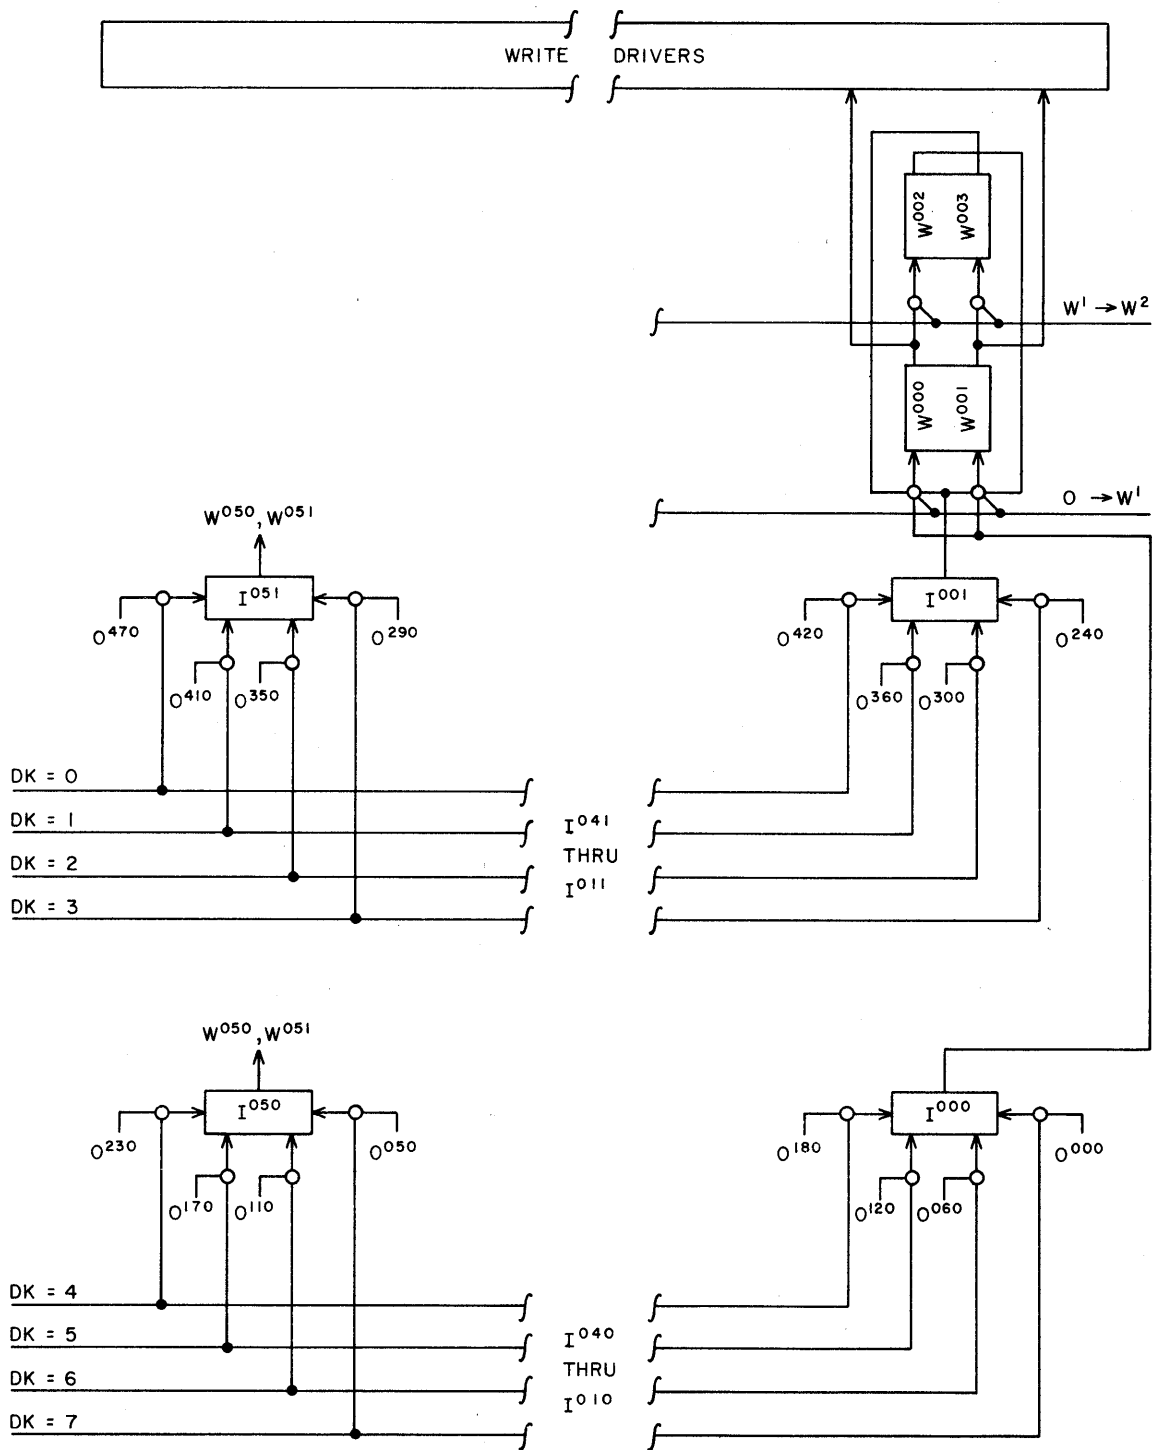 WRITE DRIVERS
W⁰⁰² W⁰⁰³
W¹ → W²
W⁰⁰⁰ W⁰⁰¹
O → W¹
W⁰⁵⁰, W⁰⁵¹
I⁰⁵¹
I⁰⁰¹
O⁴⁷⁰
O²⁹⁰
O⁴²⁰
O²⁴⁰
O⁴¹⁰ O³⁵⁰
O³⁶⁰ O³⁰⁰
DK = 0
DK = 1
I⁰⁴¹
THRU
I⁰¹¹
DK = 2
DK = 3
W⁰⁵⁰, W⁰⁵¹
I⁰⁵⁰
I⁰⁰⁰
O²³⁰
O⁰⁵⁰
O¹⁸⁰
O⁰⁰⁰
O¹⁷⁰ O¹¹⁰
O¹²⁰ O⁰⁶⁰
DK = 4
DK = 5
I⁰⁴⁰
THRU
I⁰¹⁰
DK = 6
DK = 7